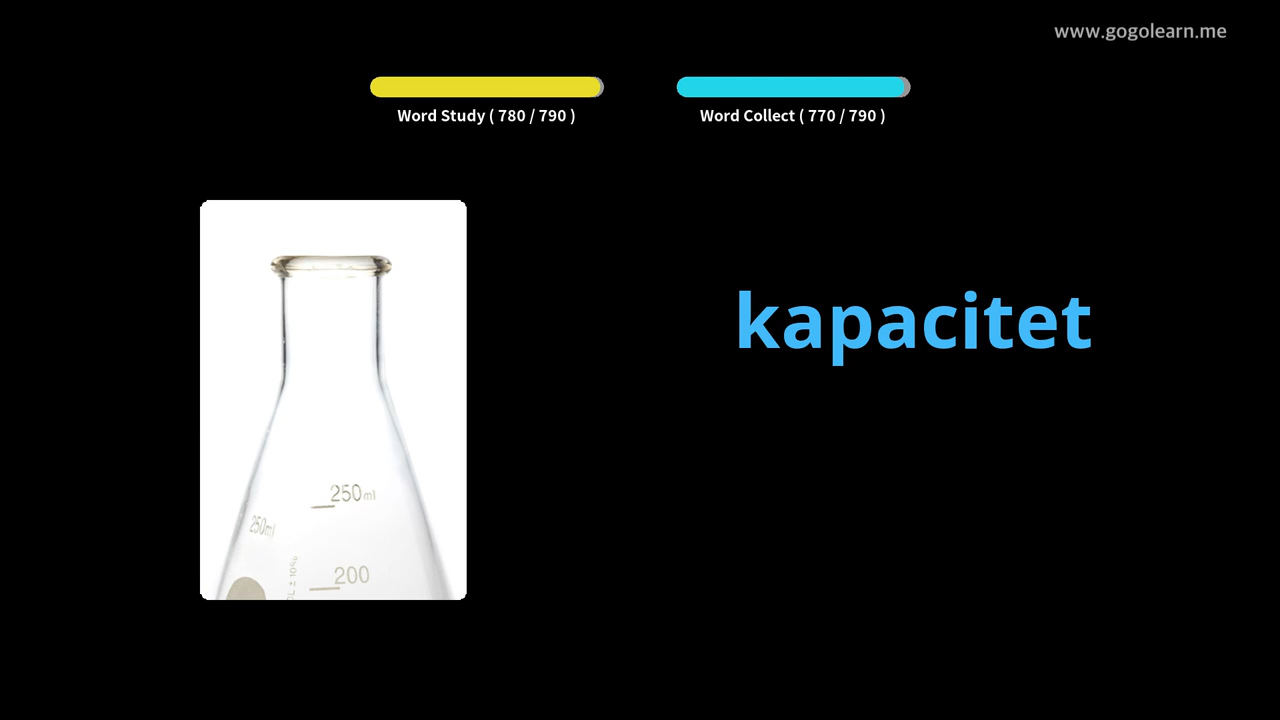 www.gogolearn.me
Word Study ( 780 / 790 )
Word Collect ( 770 / 790 )
kapacitet
250ml
250ml
200